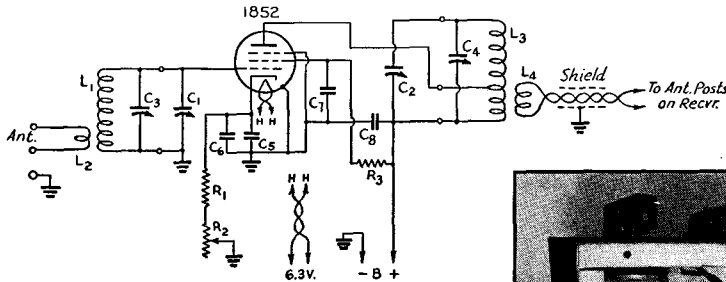 1852
L1
C3
C1
Ant.
L2
H H
C6
C5
C7
R1
R2
H H
6.3V.
R3
C8
- B +
C2
C4
L3
L4
Shield
To Ant. Posts
on Recvr.